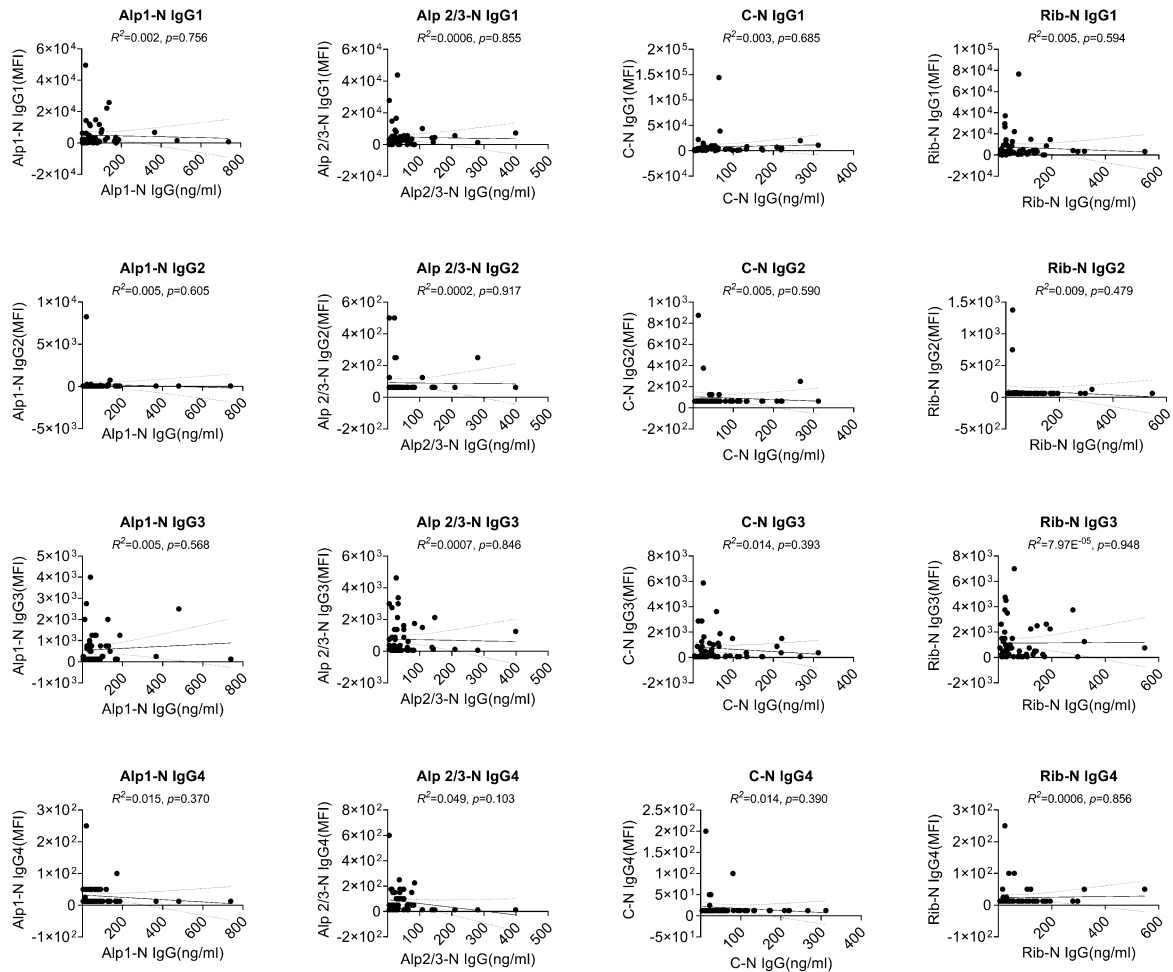 Alp1-N IgG1
R²=0.002, p=0.756
Alp1-N IgG1(MFI)
6×10⁴
4×10⁴
2×10⁴
0
-2×10⁴
200 400 600 800
Alp1-N IgG(ng/ml)
Alp 2/3-N IgG1
R²=0.0006, p=0.855
Alp 2/3-N IgG1(MFI)
6×10⁴
4×10⁴
2×10⁴
0
-2×10⁴
100 200 300 400 500
Alp2/3-N IgG(ng/ml)
C-N IgG1
R²=0.003, p=0.685
C-N IgG1(MFI)
2×10⁵
2×10⁵
1×10⁵
5×10⁴
0
-5×10⁴
100 200 300 400
C-N IgG(ng/ml)
Rib-N IgG1
R²=0.005, p=0.594
Rib-N IgG1(MFI)
1×10⁵
8×10⁴
6×10⁴
4×10⁴
2×10⁴
0
-2×10⁴
200 400 600
Rib-N IgG(ng/ml)
Alp1-N IgG2
R²=0.005, p=0.605
Alp1-N IgG2(MFI)
1×10⁴
5×10³
0
-5×10³
200 400 600 800
Alp1-N IgG(ng/ml)
Alp 2/3-N IgG2
R²=0.0002, p=0.917
Alp 2/3-N IgG2(MFI)
6×10²
4×10²
2×10²
0
-2×10²
100 200 300 400 500
Alp2/3-N IgG(ng/ml)
C-N IgG2
R²=0.005, p=0.590
C-N IgG2(MFI)
1×10³
8×10²
6×10²
4×10²
2×10²
0
-2×10²
100 200 300 400
C-N IgG(ng/ml)
Rib-N IgG2
R²=0.009, p=0.479
Rib-N IgG2(MFI)
1.5×10³
1×10³
5×10²
0
-5×10²
200 400 600
Rib-N IgG(ng/ml)
Alp1-N IgG3
R²=0.005, p=0.568
Alp1-N IgG3(MFI)
5×10³
4×10³
3×10³
2×10³
1×10³
0
-1×10³
200 400 600 800
Alp1-N IgG(ng/ml)
Alp 2/3-N IgG3
R²=0.0007, p=0.846
Alp 2/3-N IgG3(MFI)
6×10³
4×10³
2×10³
0
-2×10³
100 200 300 400 500
Alp2/3-N IgG(ng/ml)
C-N IgG3
R²=0.014, p=0.393
C-N IgG3(MFI)
8×10³
6×10³
4×10³
2×10³
0
-2×10³
100 200 300 400
C-N IgG(ng/ml)
Rib-N IgG3
R²=7.97E⁻⁰⁵, p=0.948
Rib-N IgG3(MFI)
8×10³
6×10³
4×10³
2×10³
0
-2×10³
200 400 600
Rib-N IgG(ng/ml)
Alp1-N IgG4
R²=0.015, p=0.370
Alp1-N IgG4(MFI)
3×10²
2×10²
1×10²
0
-1×10²
200 400 600 800
Alp1-N IgG(ng/ml)
Alp 2/3-N IgG4
R²=0.049, p=0.103
Alp 2/3-N IgG4(MFI)
8×10²
6×10²
4×10²
2×10²
0
-2×10²
100 200 300 400 500
Alp2/3-N IgG(ng/ml)
C-N IgG4
R²=0.014, p=0.390
C-N IgG4(MFI)
2.5×10²
2×10²
1.5×10²
1×10²
5×10¹
0
-5×10¹
100 200 300 400
C-N IgG(ng/ml)
Rib-N IgG4
R²=0.0006, p=0.856
Rib-N IgG4(MFI)
3×10²
2×10²
1×10²
0
-1×10²
200 400 600
Rib-N IgG(ng/ml)